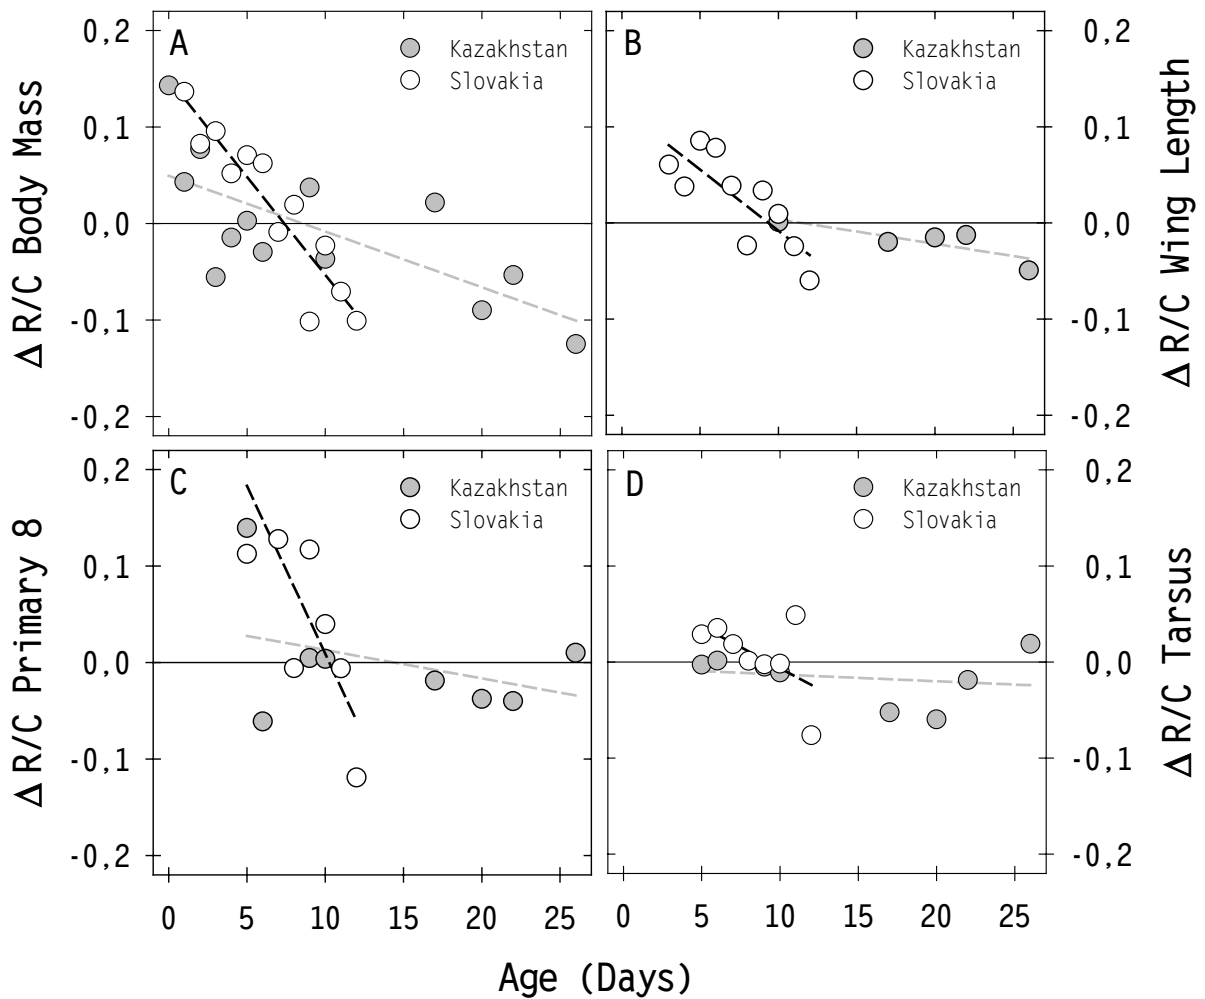 A
Kazakhstan
Slovakia
0,2
0,1
0,0
-0,1
-0,2
Δ R/C Body Mass
B
Kazakhstan
Slovakia
0,2
0,1
0,0
-0,1
-0,2
Δ R/C Wing Length
C
Kazakhstan
Slovakia
0,2
0,1
0,0
-0,1
-0,2
Δ R/C Primary 8
0 5 10 15 20 25
D
Kazakhstan
Slovakia
0,2
0,1
0,0
-0,1
-0,2
Δ R/C Tarsus
0 5 10 15 20 25
Age (Days)